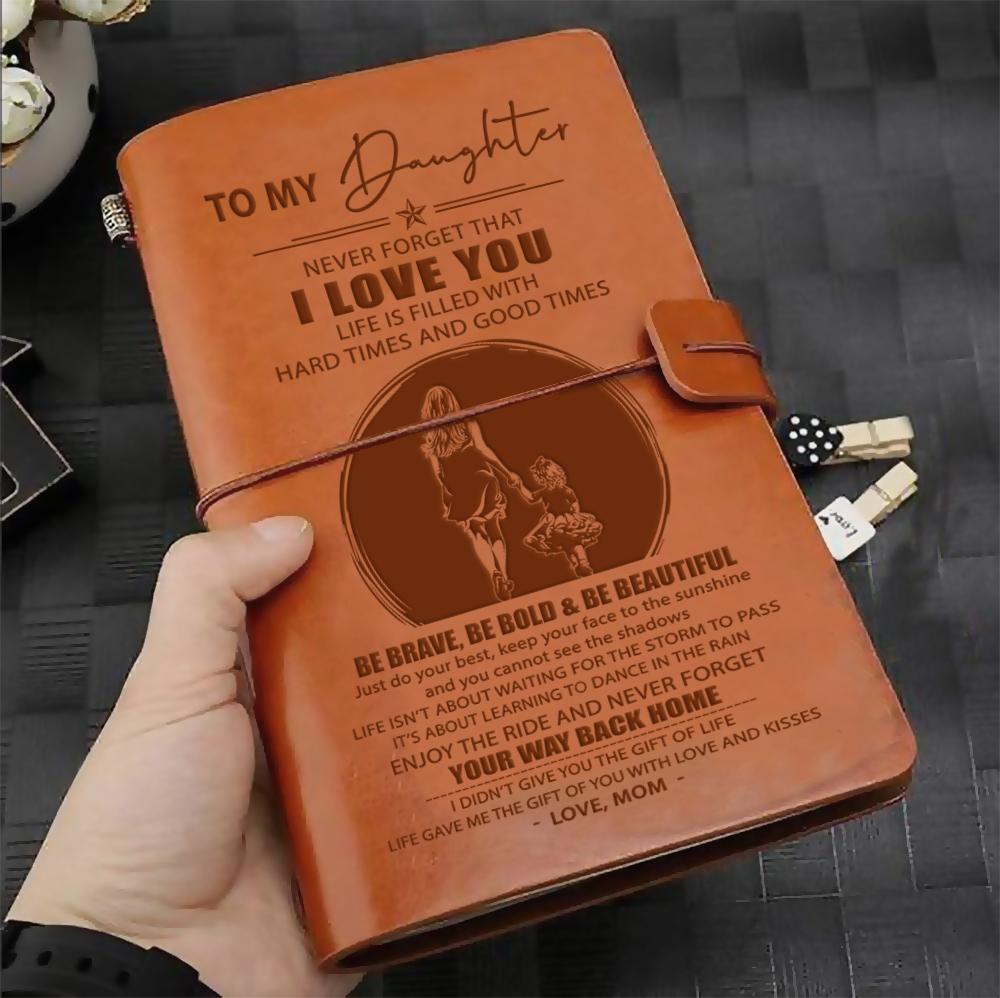 TO MY Daughter
NEVER FORGET THAT
I LOVE YOU
LIFE IS FILLED WITH
HARD TIMES AND GOOD TIMES
BE BRAVE, BE BOLD & BE BEAUTIFUL
Just do your best, keep your face to the sunshine
and you cannot see the shadows
LIFE ISN'T ABOUT WAITING FOR THE STORM TO PASS
IT'S ABOUT LEARNING TO DANCE IN THE RAIN
ENJOY THE RIDE AND NEVER FORGET
YOUR WAY BACK HOME
I DIDN'T GIVE YOU THE GIFT OF LIFE
LIFE GAVE ME THE GIFT OF YOU WITH LOVE AND KISSES
- LOVE, MOM -